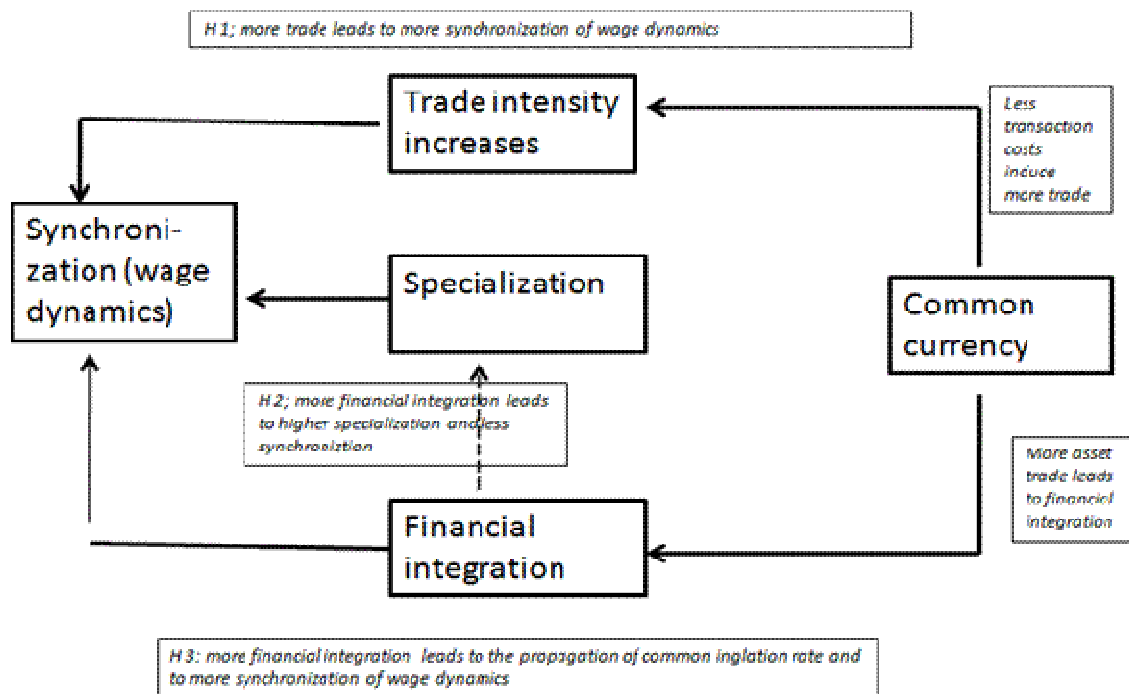 H 1; more trade leads to more synchronization of wage dynamics
Trade intensity
increases
Less
transaction
costs
induce
more trade
Synchroni-
zation (wage
dynamics)
Specialization
Common
currency
H 2; more financial integration leads
to higher specialization and less
synchroniztion
More asset
trade leads
to financial
integration
Financial
integration
H 3: more financial integration leads to the propagation of common inglation rate and
to more synchronization of wage dynamics